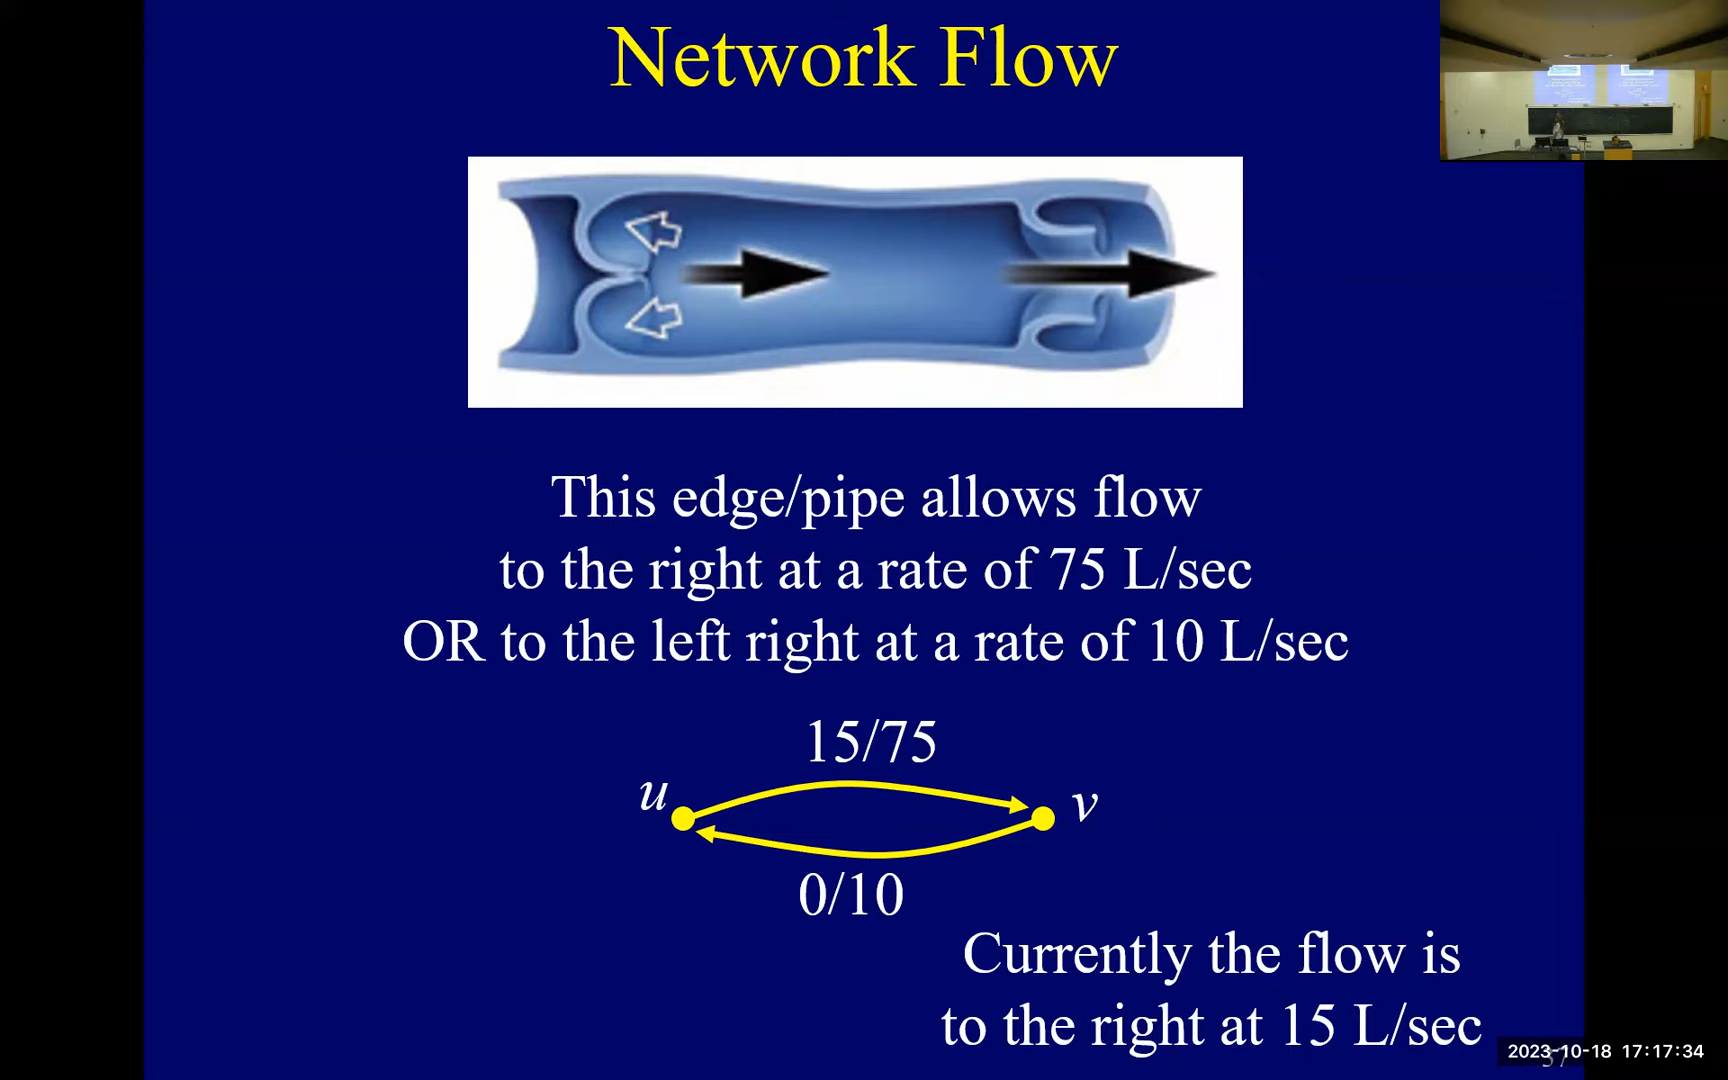 Network Flow
This edge/pipe allows flow
to the right at a rate of 75 L/sec
OR to the left right at a rate of 10 L/sec
15/75
u
v
0/10
Currently the flow is
to the right at 15 L/sec
2023-10-18 17:17:34